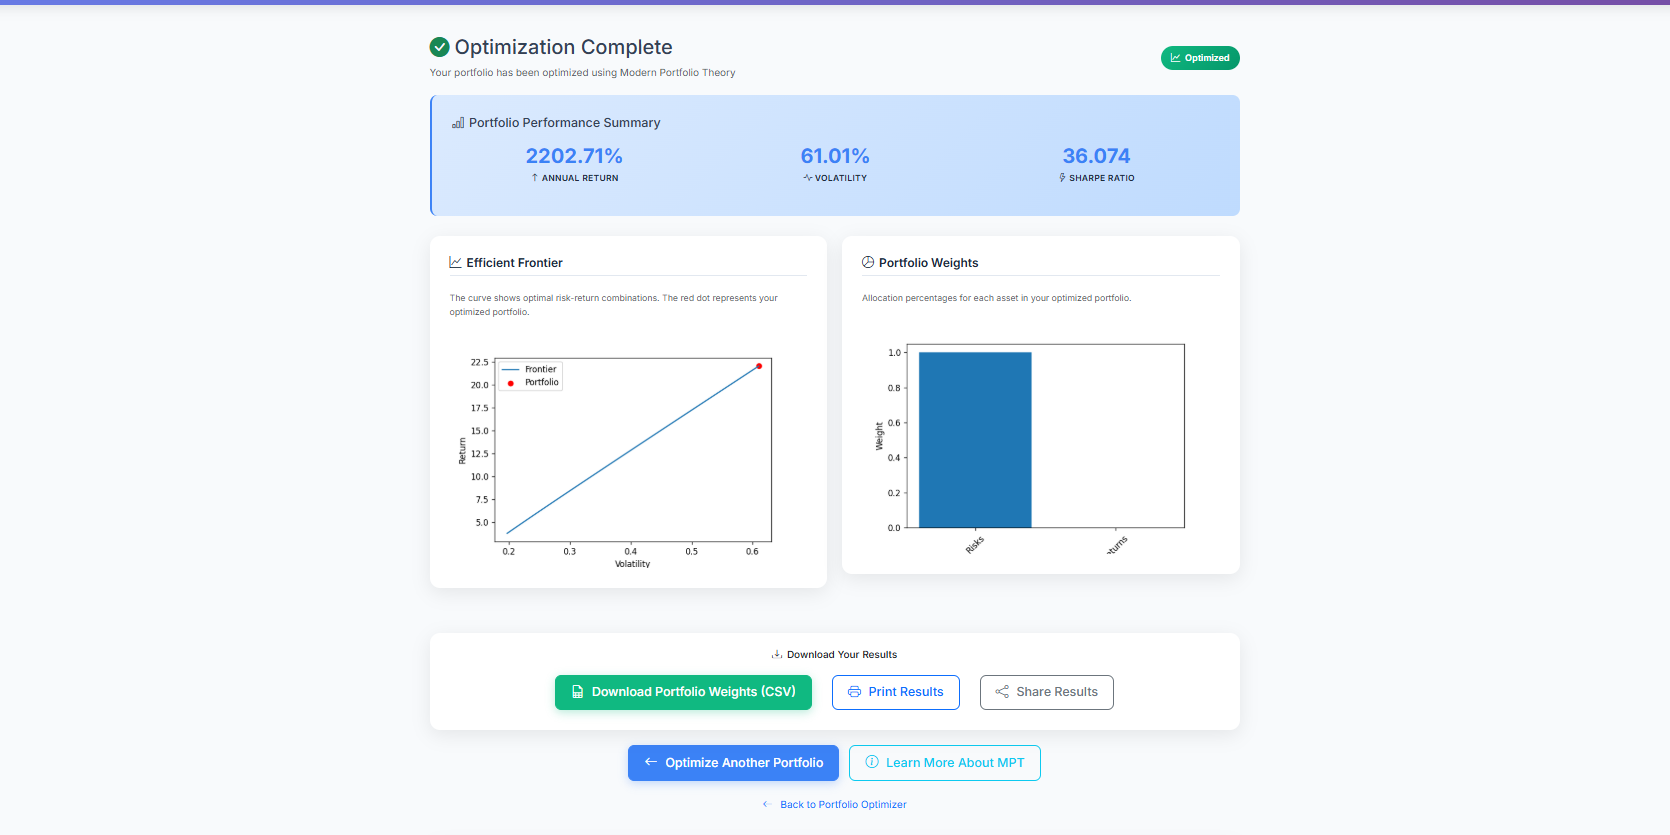 Optimization Complete
Your portfolio has been optimized using Modern Portfolio Theory
Optimized
Portfolio Performance Summary
2202.71%
ANNUAL RETURN
61.01%
VOLATILITY
36.074
SHARPE RATIO
Efficient Frontier
The curve shows optimal risk-return combinations. The red dot represents your
optimized portfolio.
22.5
20.0
17.5
15.0
12.5
10.0
7.5
5.0
Return
Frontier
Portfolio
0.2 0.3 0.4 0.5 0.6
Volatility
Portfolio Weights
Allocation percentages for each asset in your optimized portfolio.
1.0
0.8
0.6
0.4
0.2
0.0
Weight
Risks
turns
Download Your Results
Download Portfolio Weights (CSV)
Print Results
Share Results
Optimize Another Portfolio
Learn More About MPT
Back to Portfolio Optimizer